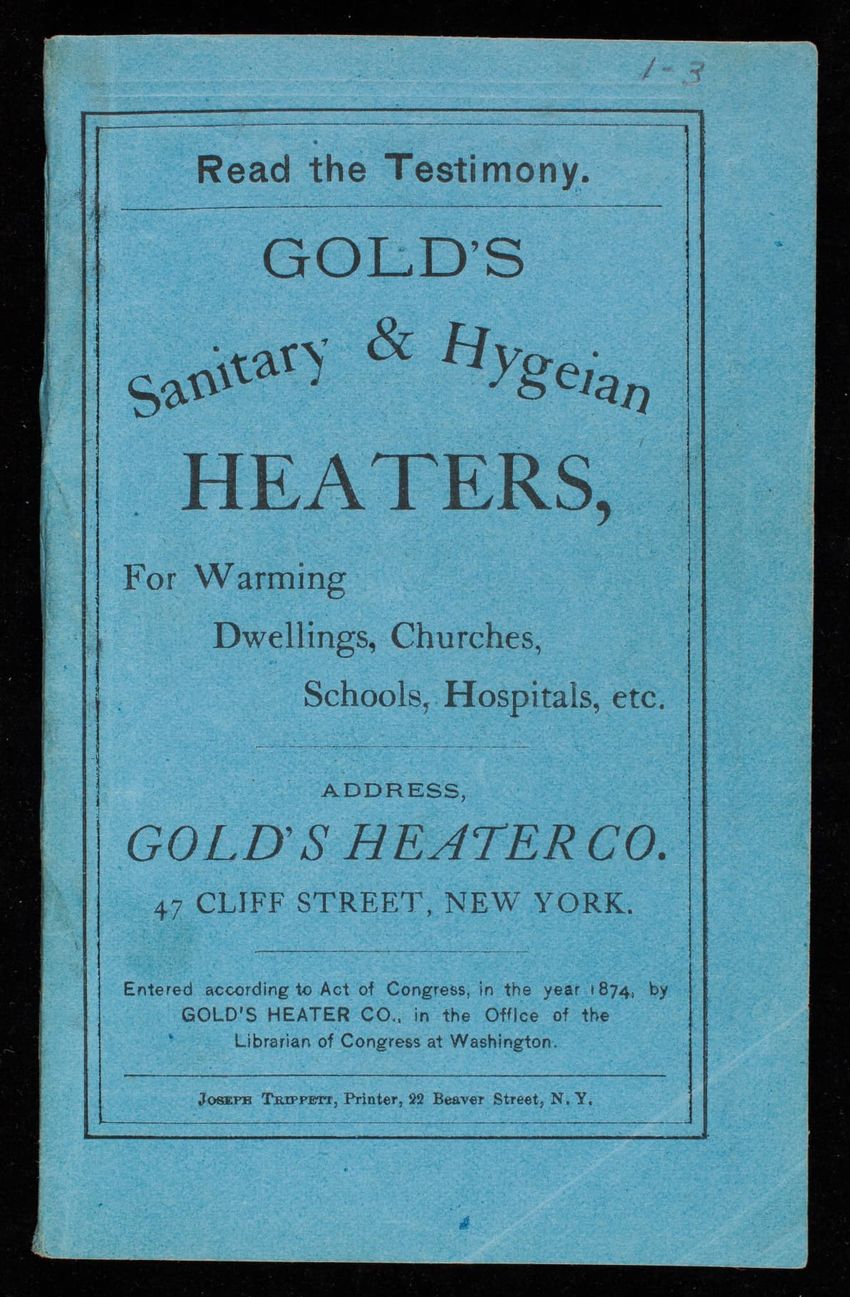 1-3
Read the Testimony.
GOLD'S
Sanitary & Hygeian
HEATERS,
For Warming
Dwellings, Churches,
Schools, Hospitals, etc.
ADDRESS,
GOLD'S HEATER CO.
47 CLIFF STREET, NEW YORK.
Entered according to Act of Congress, in the year 1874, by
GOLD'S HEATER CO., in the Office of the
Librarian of Congress at Washington.
JOSEPH TRIPPETT, Printer, 22 Beaver Street, N. Y.